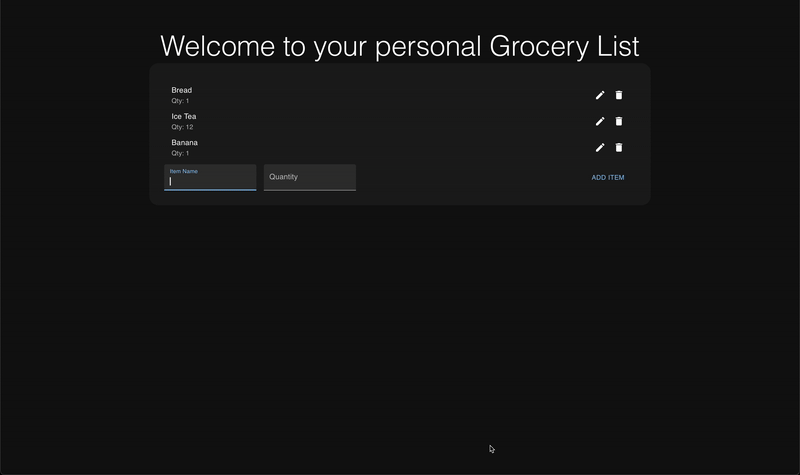 Welcome to your personal Grocery List
Bread
Qty: 1
Ice Tea
Qty: 12
Banana
Qty: 1
Item Name
Quantity
ADD ITEM